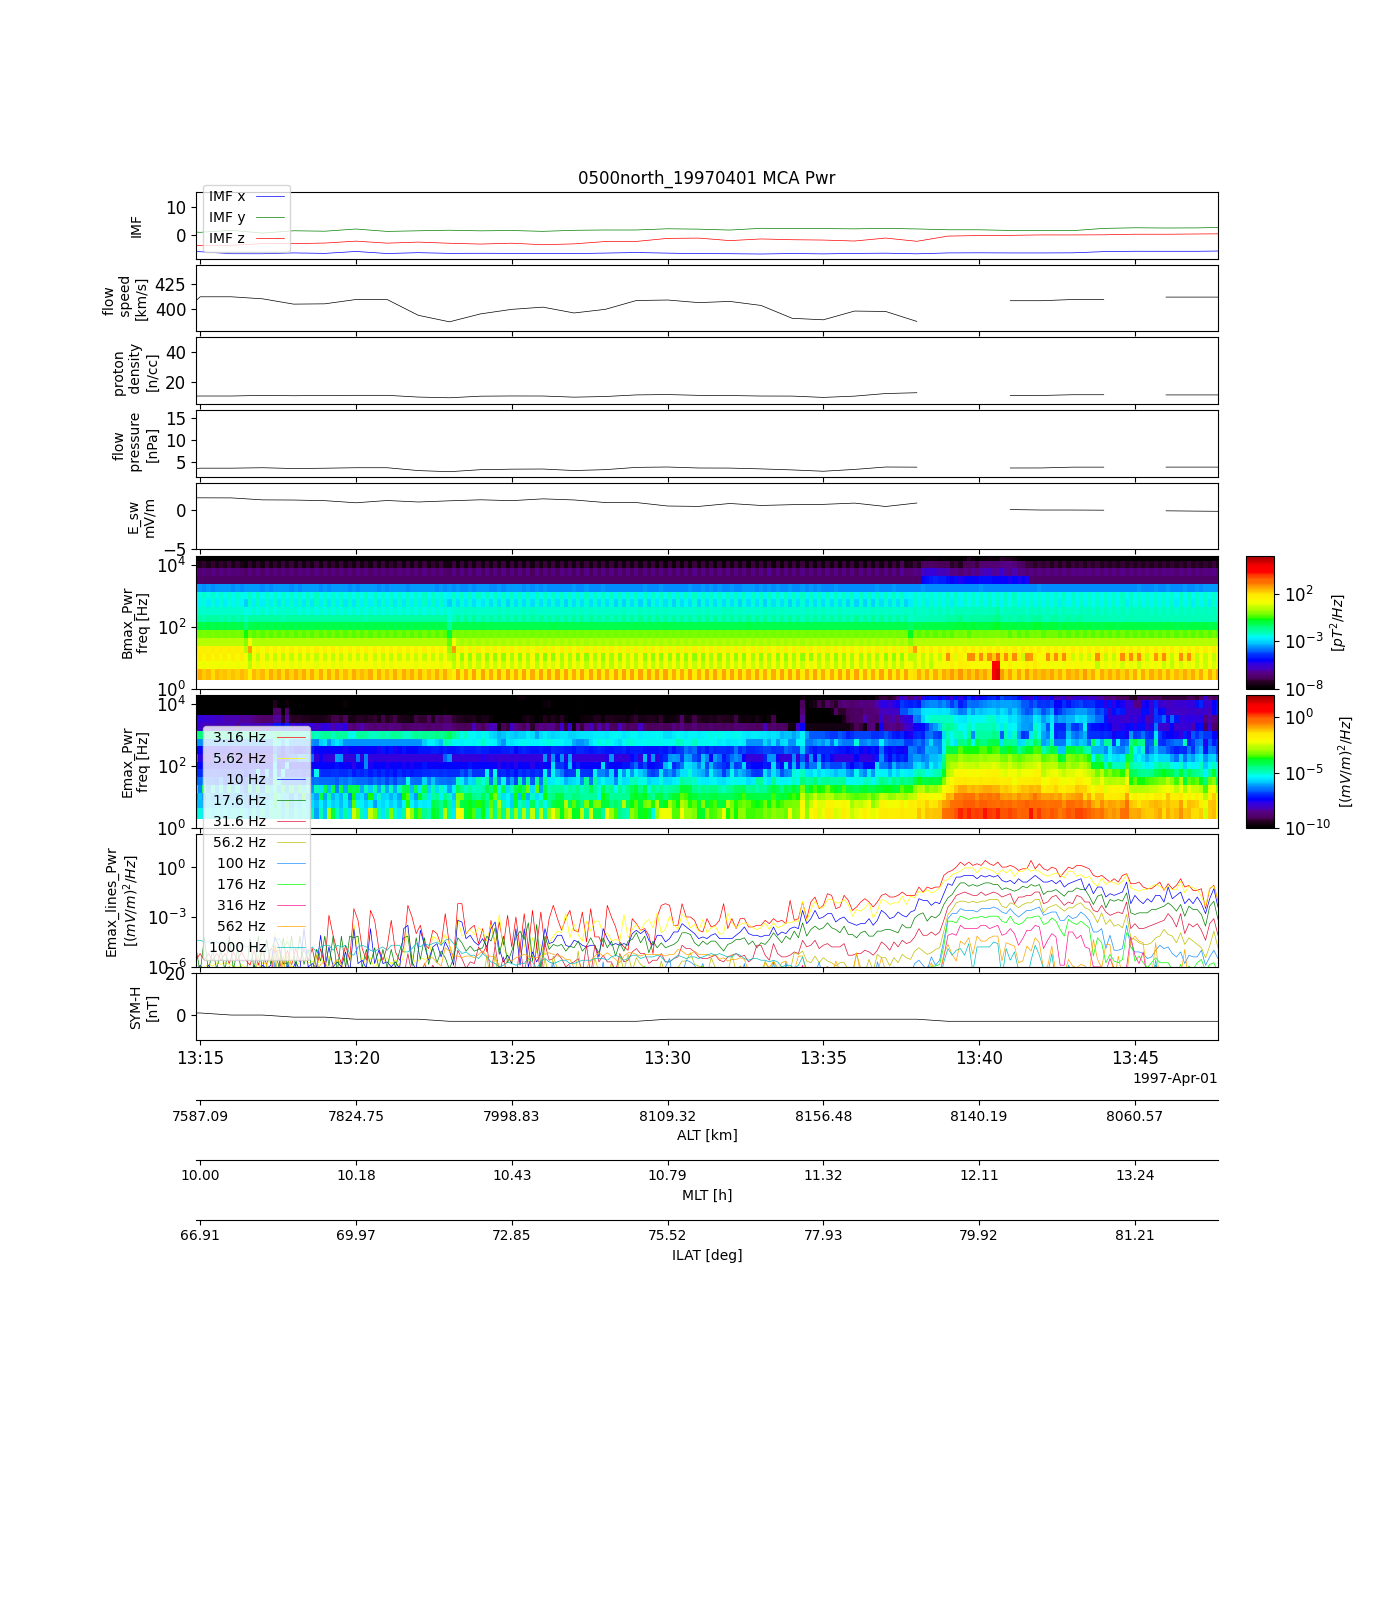 0500north_19970401 MCA Pwr
IMF
10
0
IMF x
IMF y
IMF z
flow
speed
[km/s]
425
400
proton
density
[n/cc]
40
20
flow
pressure
[nPa]
15
10
5
E_sw
mV/m
0
−5
Bmax_Pwr
freq [Hz]
10^4
10^2
10^0
10^2
10^−3
10^−8
[pT^2/Hz]
Emax_Pwr
freq [Hz]
10^4
10^2
10^0
10^0
10^−5
10^−10
[(mV/m)^2/Hz]
3.16 Hz
5.62 Hz
10 Hz
17.6 Hz
31.6 Hz
56.2 Hz
100 Hz
176 Hz
316 Hz
562 Hz
1000 Hz
Emax_lines_Pwr
[(mV/m)^2/Hz]
10^0
10^−3
10^−6
SYM-H
[nT]
20
0
13:15 13:20 13:25 13:30 13:35 13:40 13:45
1997-Apr-01
7587.09 7824.75 7998.83 8109.32 8156.48 8140.19 8060.57
ALT [km]
10.00 10.18 10.43 10.79 11.32 12.11 13.24
MLT [h]
66.91 69.97 72.85 75.52 77.93 79.92 81.21
ILAT [deg]